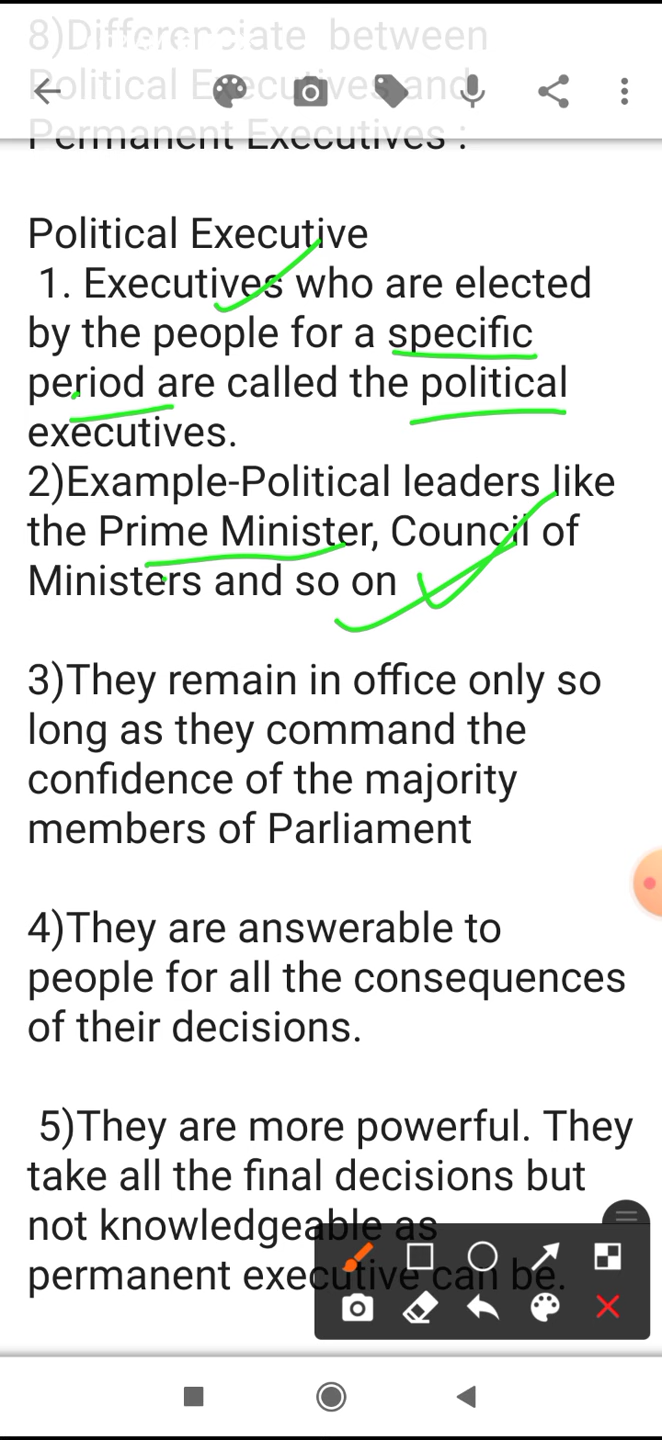 8)Differenciate between
Political Executives and
Permanent Executives :
Political Executive
1. Executives who are elected
by the people for a specific
period are called the political
executives.
2)Example-Political leaders like
the Prime Minister, Council of
Ministers and so on
3)They remain in office only so
long as they command the
confidence of the majority
members of Parliament
4)They are answerable to
people for all the consequences
of their decisions.
5)They are more powerful. They
take all the final decisions but
not knowledgeable as
permanent executive can be.